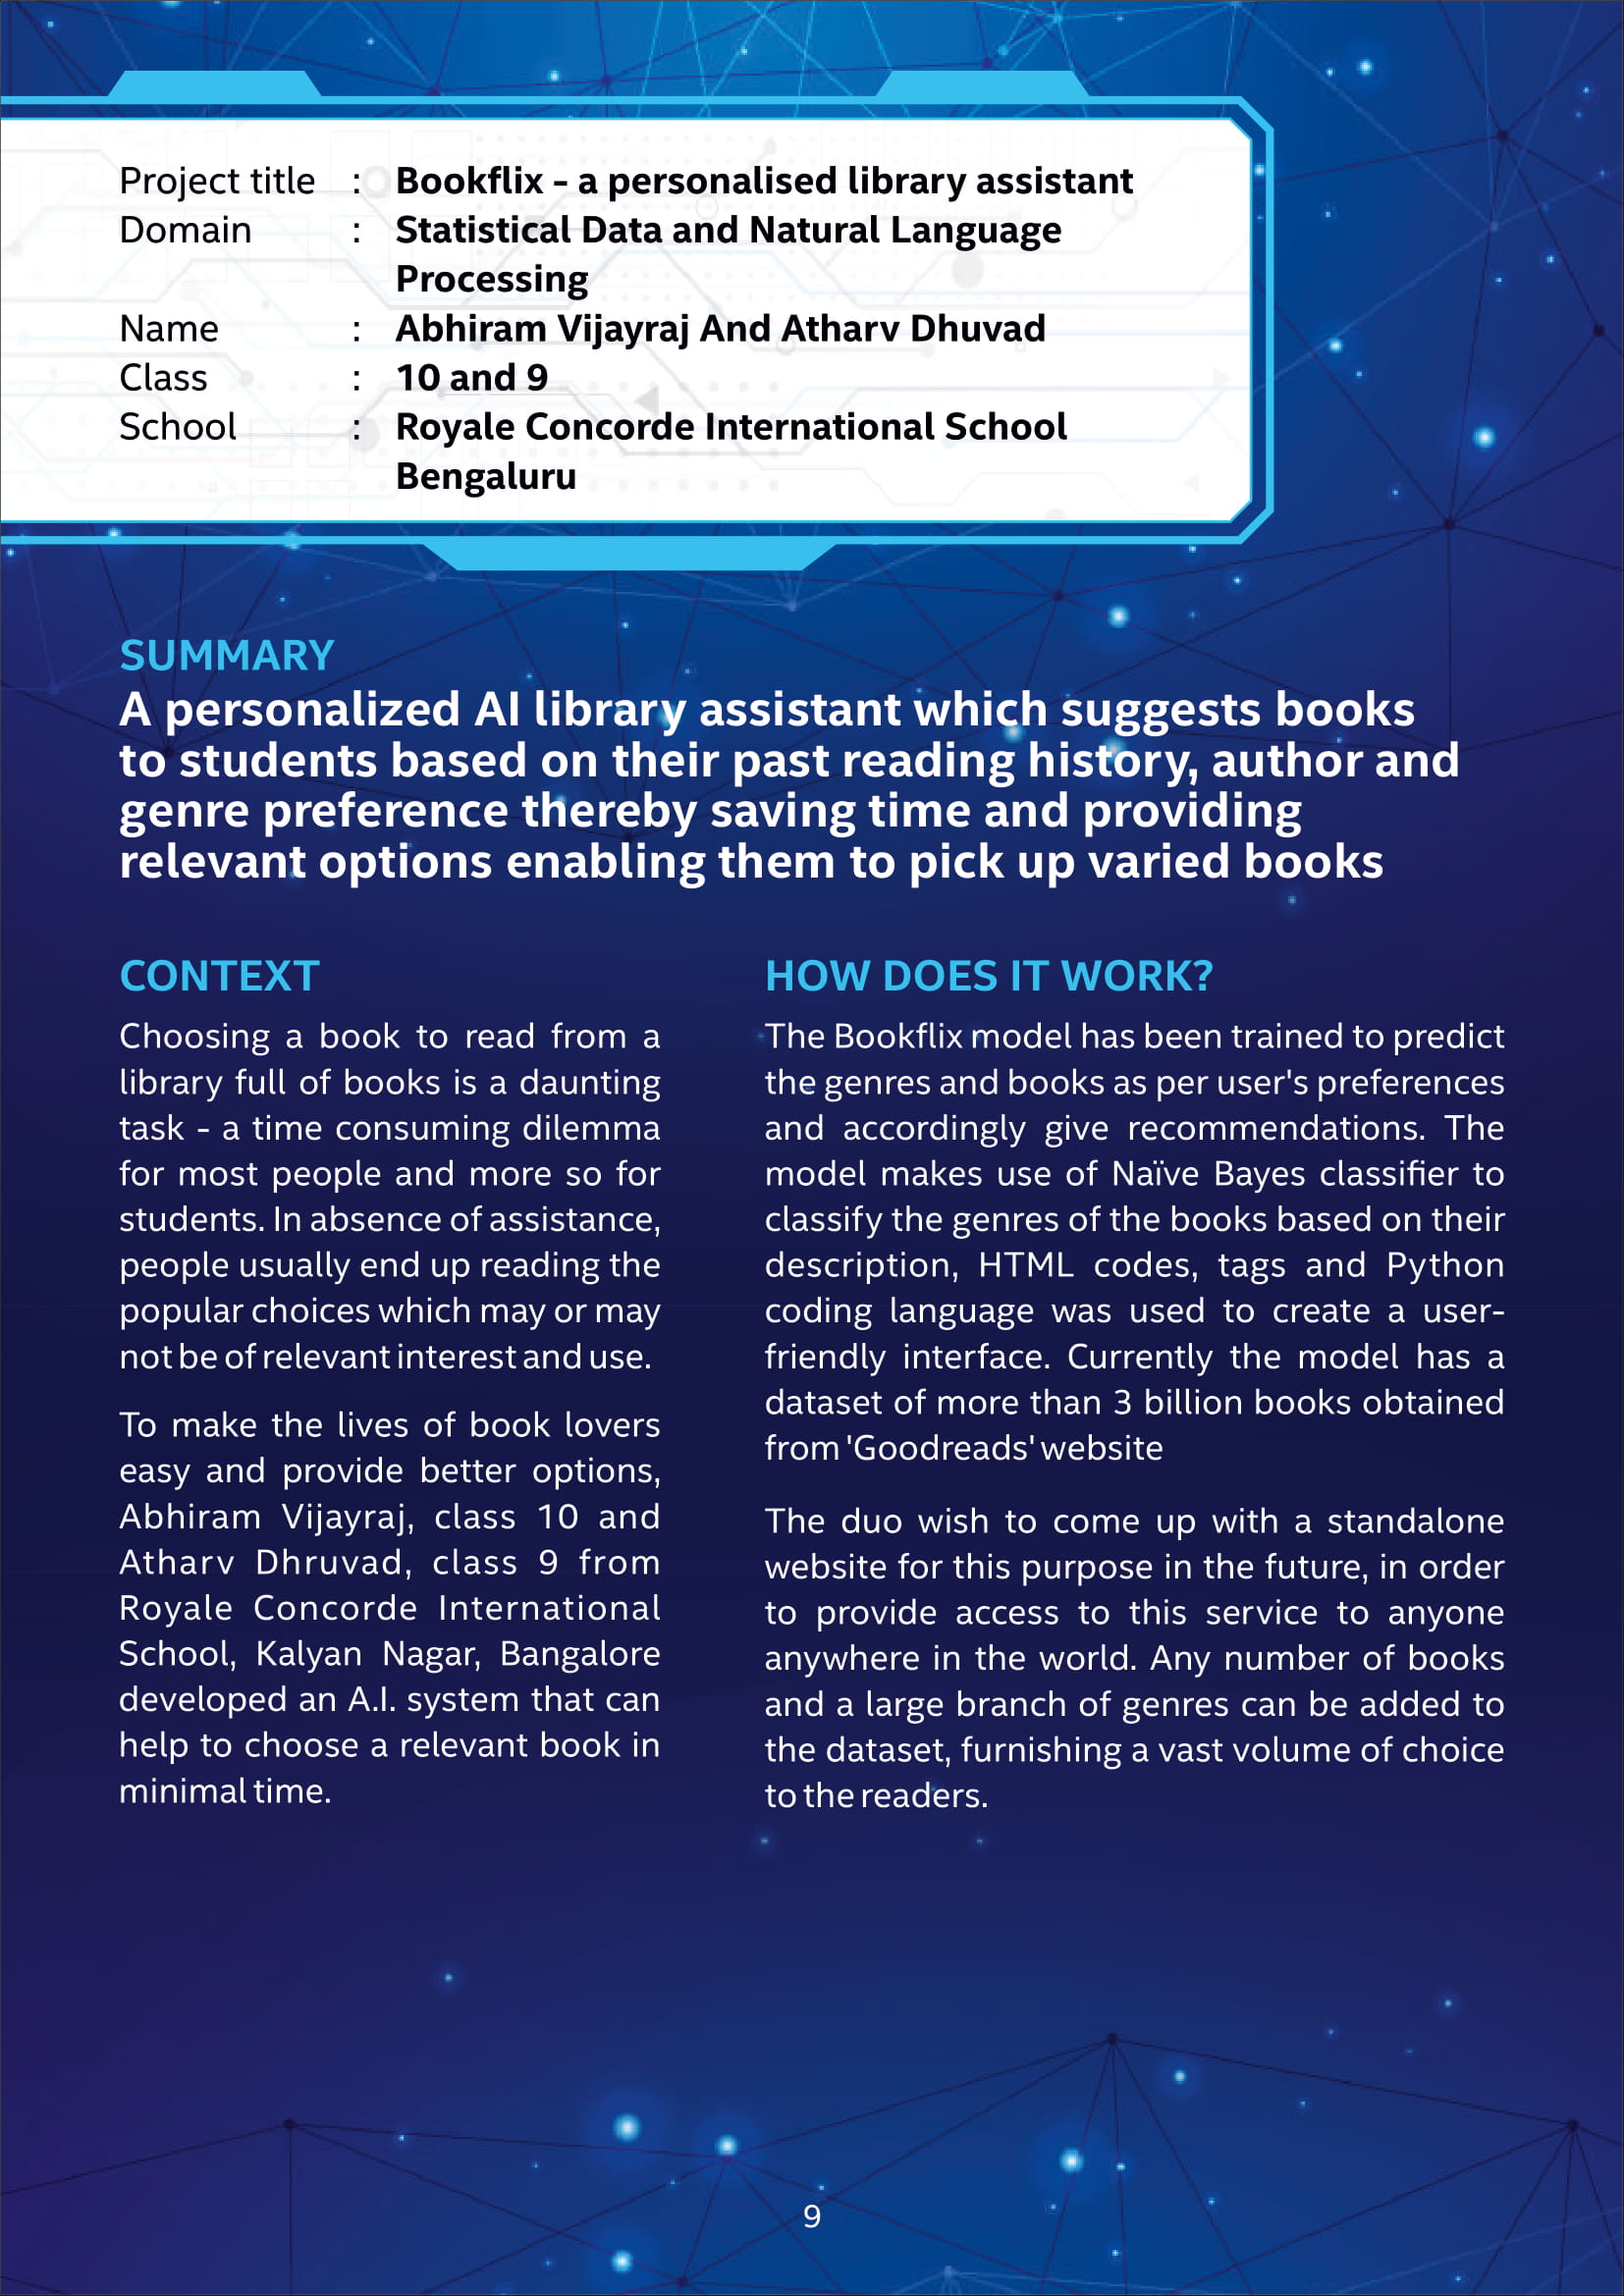 Project title : Bookflix - a personalised library assistant
Domain : Statistical Data and Natural Language
Processing
Name : Abhiram Vijayraj And Atharv Dhuvad
Class : 10 and 9
School : Royale Concorde International School
Bengaluru
SUMMARY
A personalized AI library assistant which suggests books
to students based on their past reading history, author and
genre preference thereby saving time and providing
relevant options enabling them to pick up varied books
CONTEXT
Choosing a book to read from a
library full of books is a daunting
task - a time consuming dilemma
for most people and more so for
students. In absence of assistance,
people usually end up reading the
popular choices which may or may
not be of relevant interest and use.
To make the lives of book lovers
easy and provide better options,
Abhiram Vijayraj, class 10 and
Atharv Dhruvad, class 9 from
Royale Concorde International
School, Kalyan Nagar, Bangalore
developed an A.I. system that can
help to choose a relevant book in
minimal time.
HOW DOES IT WORK?
The Bookflix model has been trained to predict
the genres and books as per user's preferences
and accordingly give recommendations. The
model makes use of Naïve Bayes classifier to
classify the genres of the books based on their
description, HTML codes, tags and Python
coding language was used to create a user-
friendly interface. Currently the model has a
dataset of more than 3 billion books obtained
from 'Goodreads' website
The duo wish to come up with a standalone
website for this purpose in the future, in order
to provide access to this service to anyone
anywhere in the world. Any number of books
and a large branch of genres can be added to
the dataset, furnishing a vast volume of choice
to the readers.
9